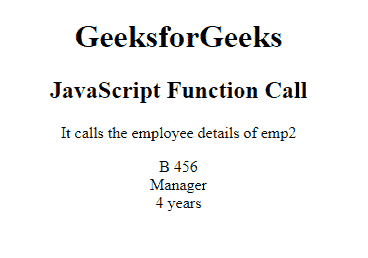 GeeksforGeeks
JavaScript Function Call
It calls the employee details of emp2
B 456
Manager
4 years